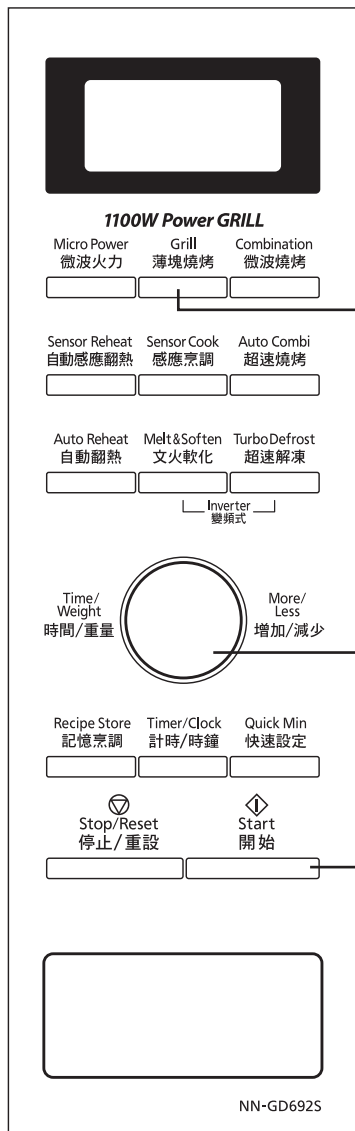 1100W Power GRILL
Micro Power Grill Combination
微波火力 薄塊燒烤 微波燒烤
Sensor Reheat Sensor Cook Auto Combi
自動感應翻熱 感應烹調 超速燒烤
Auto Reheat Melt&Soften TurboDefrost
自動翻熱 文火軟化 超速解凍
Inverter
變頻式
Time/
Weight
時間/重量
More/
Less
增加/減少
Recipe Store Timer/Clock Quick Min
記憶烹調 計時/時鐘 快速設定
Stop/Reset Start
停止/重設 開始
NN-GD692S